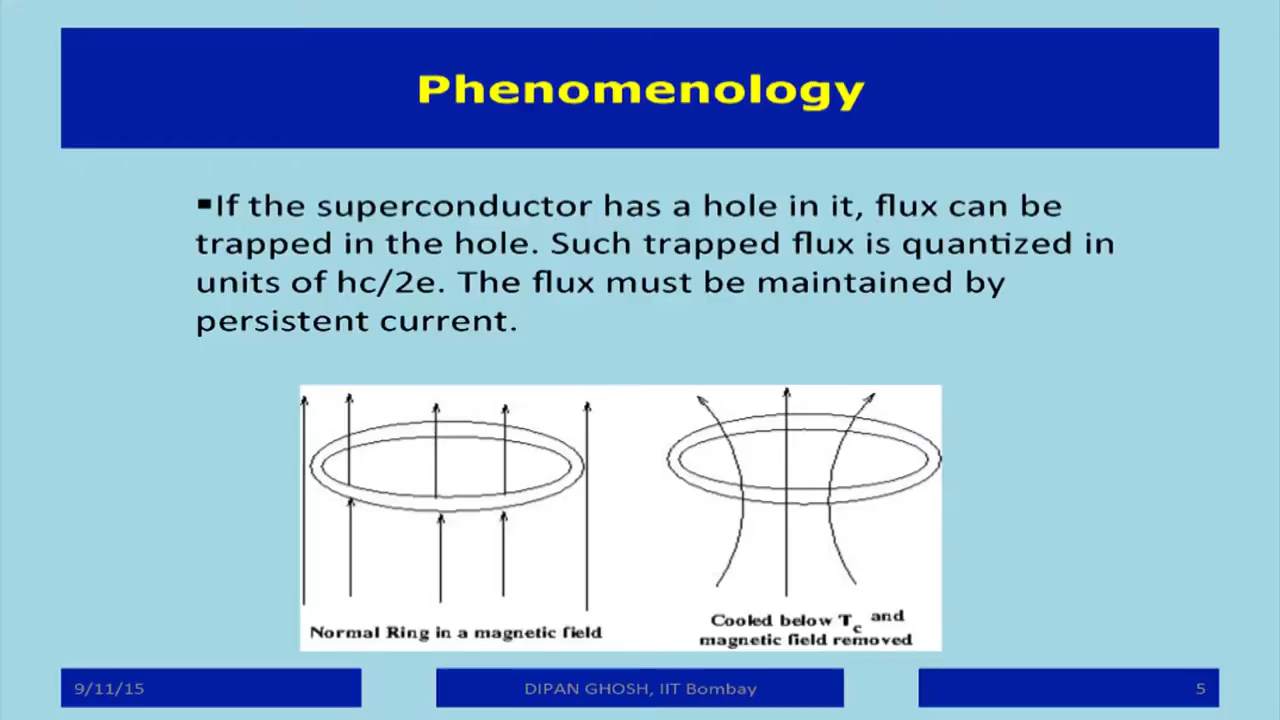 Phenomenology
▪If the superconductor has a hole in it, flux can be
trapped in the hole. Such trapped flux is quantized in
units of hc/2e. The flux must be maintained by
persistent current.
Normal Ring in a magnetic field
Cooled below Tc and
magnetic field removed
9/11/15
DIPAN GHOSH, IIT Bombay
5